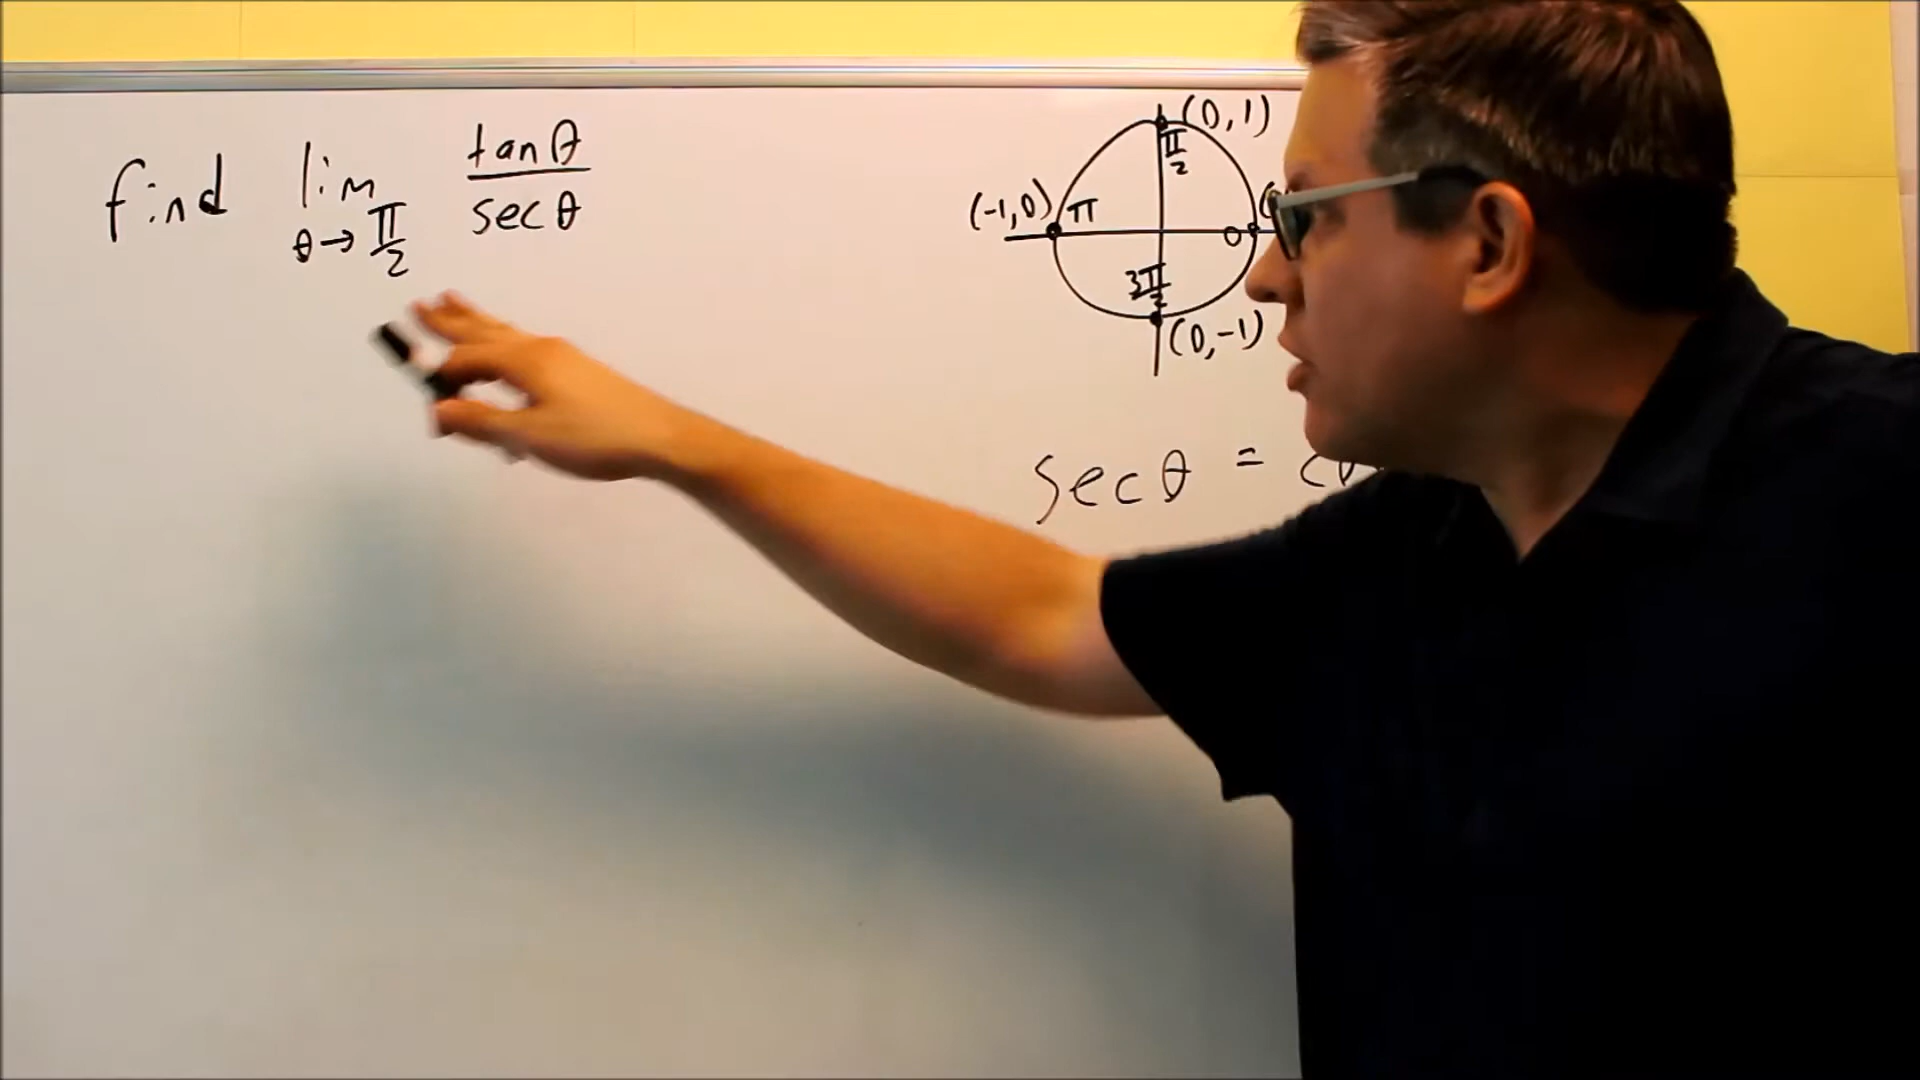 find lim θ→π/2 tanθ/secθ
(0,1)
π/2
(-1,0) π 0
3π/2
(0,-1)
secθ =